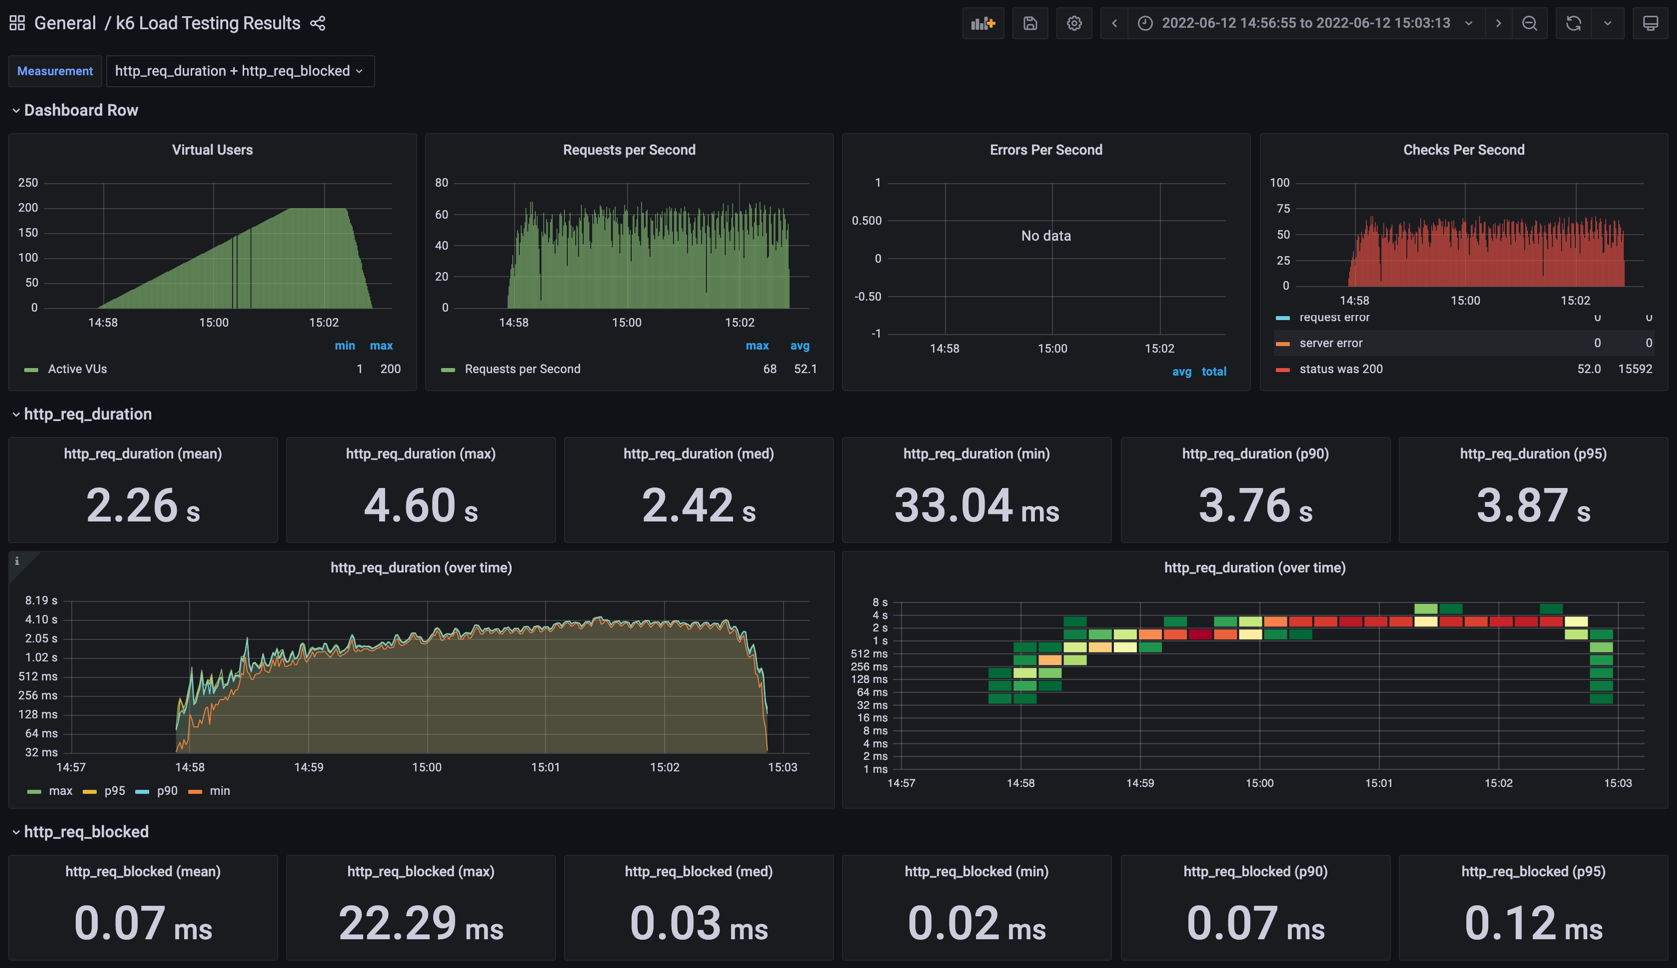 General / k6 Load Testing Results
2022-06-12 14:56:55 to 2022-06-12 15:03:13
Measurement
http_req_duration + http_req_blocked
Dashboard Row
Virtual Users
250
200
150
100
50
0
14:58
15:00
15:02
min max
Active VUs 1 200
Requests per Second
80
60
40
20
0
14:58
15:00
15:02
max avg
Requests per Second 68 52.1
Errors Per Second
1
0.500
0
-0.50
-1
No data
14:58
15:00
15:02
avg total
Checks Per Second
100
75
50
25
0
14:58
15:00
15:02
request error 0 0
server error 0 0
status was 200 52.0 15592
http_req_duration
http_req_duration (mean)
2.26 s
http_req_duration (max)
4.60 s
http_req_duration (med)
2.42 s
http_req_duration (min)
33.04 ms
http_req_duration (p90)
3.76 s
http_req_duration (p95)
3.87 s
i
http_req_duration (over time)
8.19 s
4.10 s
2.05 s
1.02 s
512 ms
256 ms
128 ms
64 ms
32 ms
14:57
14:58
14:59
15:00
15:01
15:02
15:03
max p95 p90 min
http_req_duration (over time)
8 s
4 s
2 s
1 s
512 ms
256 ms
128 ms
64 ms
32 ms
16 ms
8 ms
4 ms
2 ms
1 ms
14:57
14:58
14:59
15:00
15:01
15:02
15:03
http_req_blocked
http_req_blocked (mean)
0.07 ms
http_req_blocked (max)
22.29 ms
http_req_blocked (med)
0.03 ms
http_req_blocked (min)
0.02 ms
http_req_blocked (p90)
0.07 ms
http_req_blocked (p95)
0.12 ms